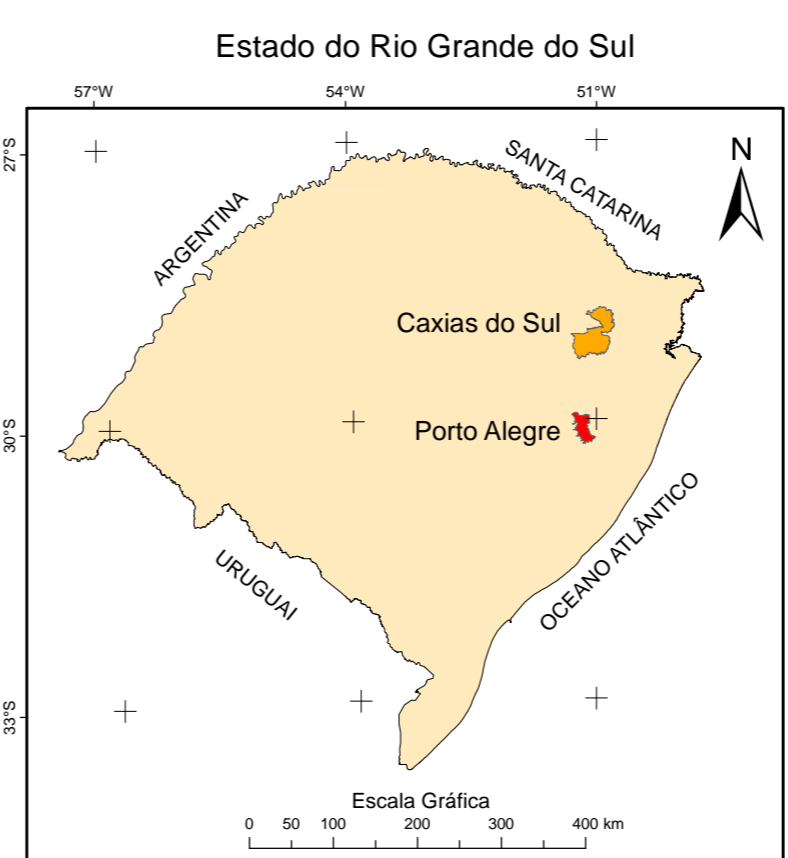 Estado do Rio Grande do Sul
57°W 54°W 51°W
27°S
SANTA CATARINA
N
ARGENTINA
Caxias do Sul
30°S
Porto Alegre
OCEANO ATLÂNTICO
URUGUAI
33°S
Escala Gráfica
0 50 100 200 300 400 km